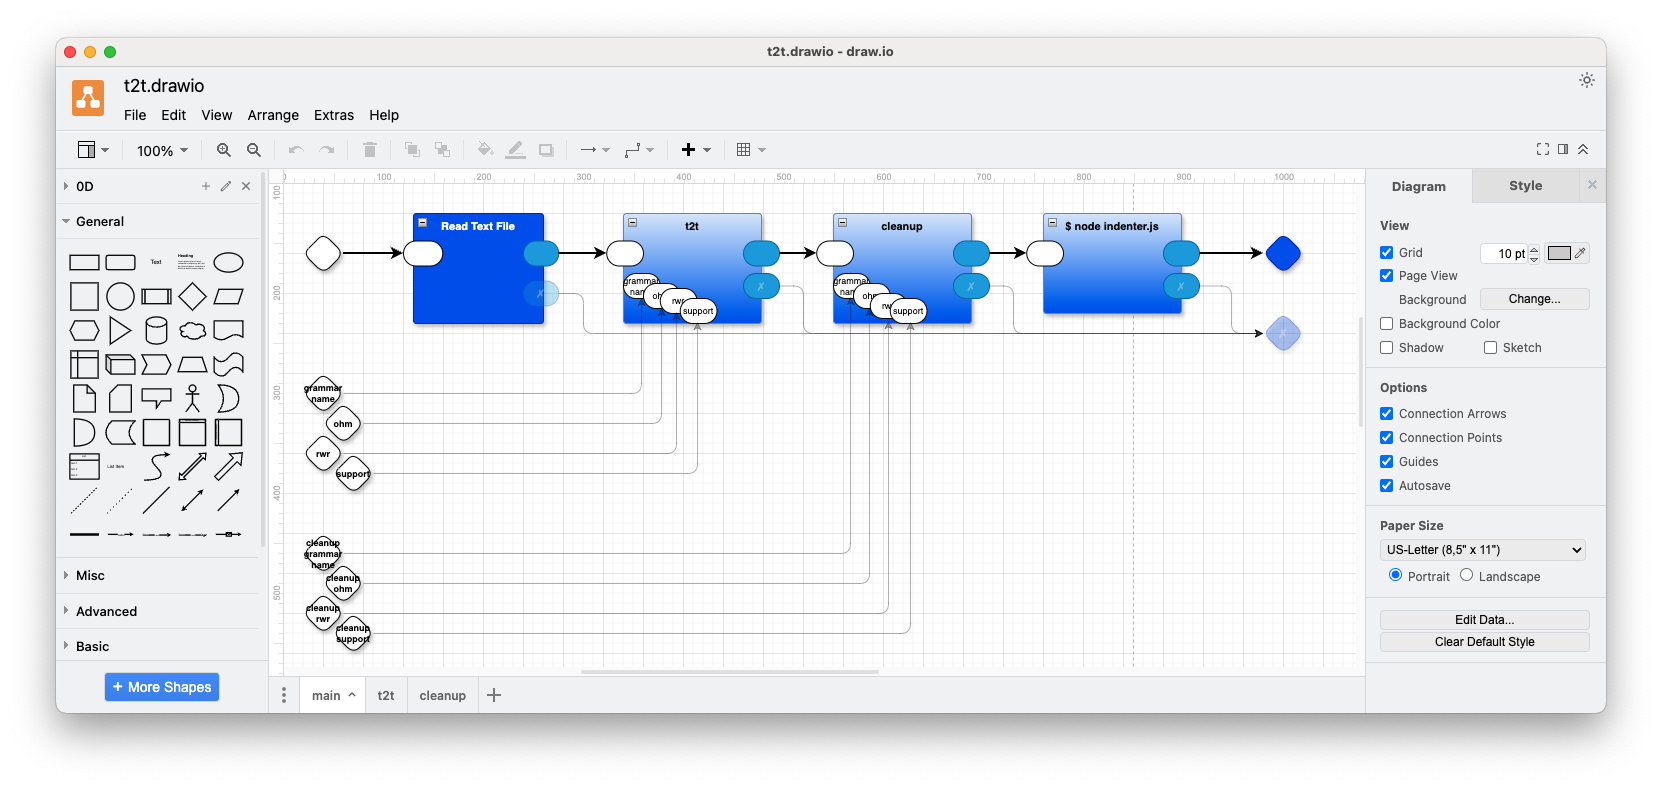 t2t.drawio - draw.io
t2t.drawio
File Edit View Arrange Extras Help
100%
0D
General
Text
Heading
List Item
Misc
Advanced
Basic
+ More Shapes
100 200 300 400 500 600 700 800 900 1000
100
200
300
400
500
Read Text File
t2t
cleanup
$ node indenter.js
✗
✗
✗
✗
✗
grammar
name
ohm
rwr
support
grammar
name
ohm
rwr
support
grammar
name
ohm
rwr
support
cleanup
grammar
name
cleanup
ohm
cleanup
rwr
cleanup
support
main
t2t
cleanup
Diagram
Style
View
Grid
10 pt
Page View
Background
Change...
Background Color
Shadow
Sketch
Options
Connection Arrows
Connection Points
Guides
Autosave
Paper Size
US-Letter (8,5" x 11")
Portrait
Landscape
Edit Data...
Clear Default Style